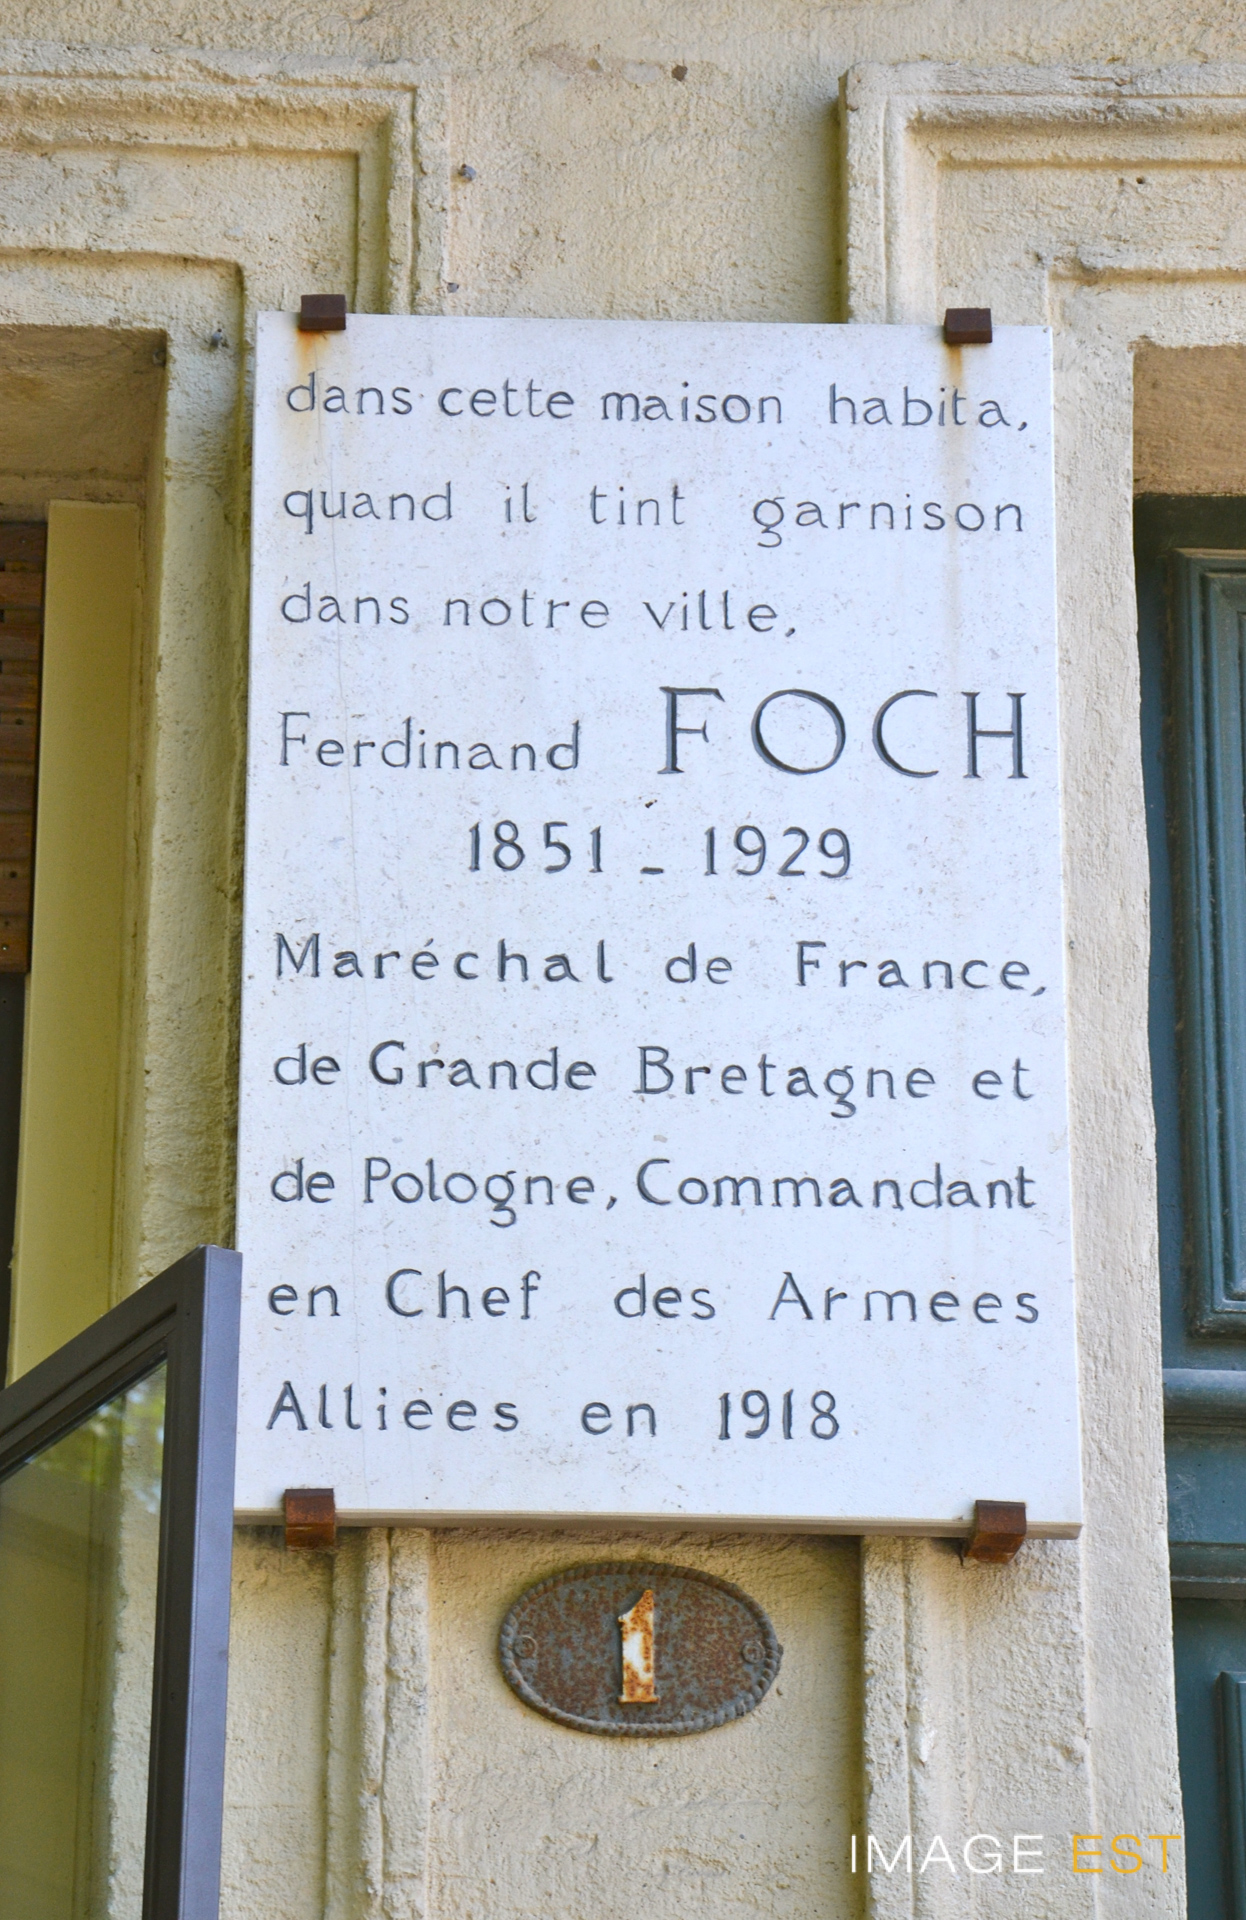 dans cette maison habita,
quand il tint garnison
dans notre ville,
Ferdinand FOCH
1851 - 1929
Maréchal de France,
de Grande Bretagne et
de Pologne, Commandant
en Chef des Armees
Alliees en 1918
1
IMAGE EST